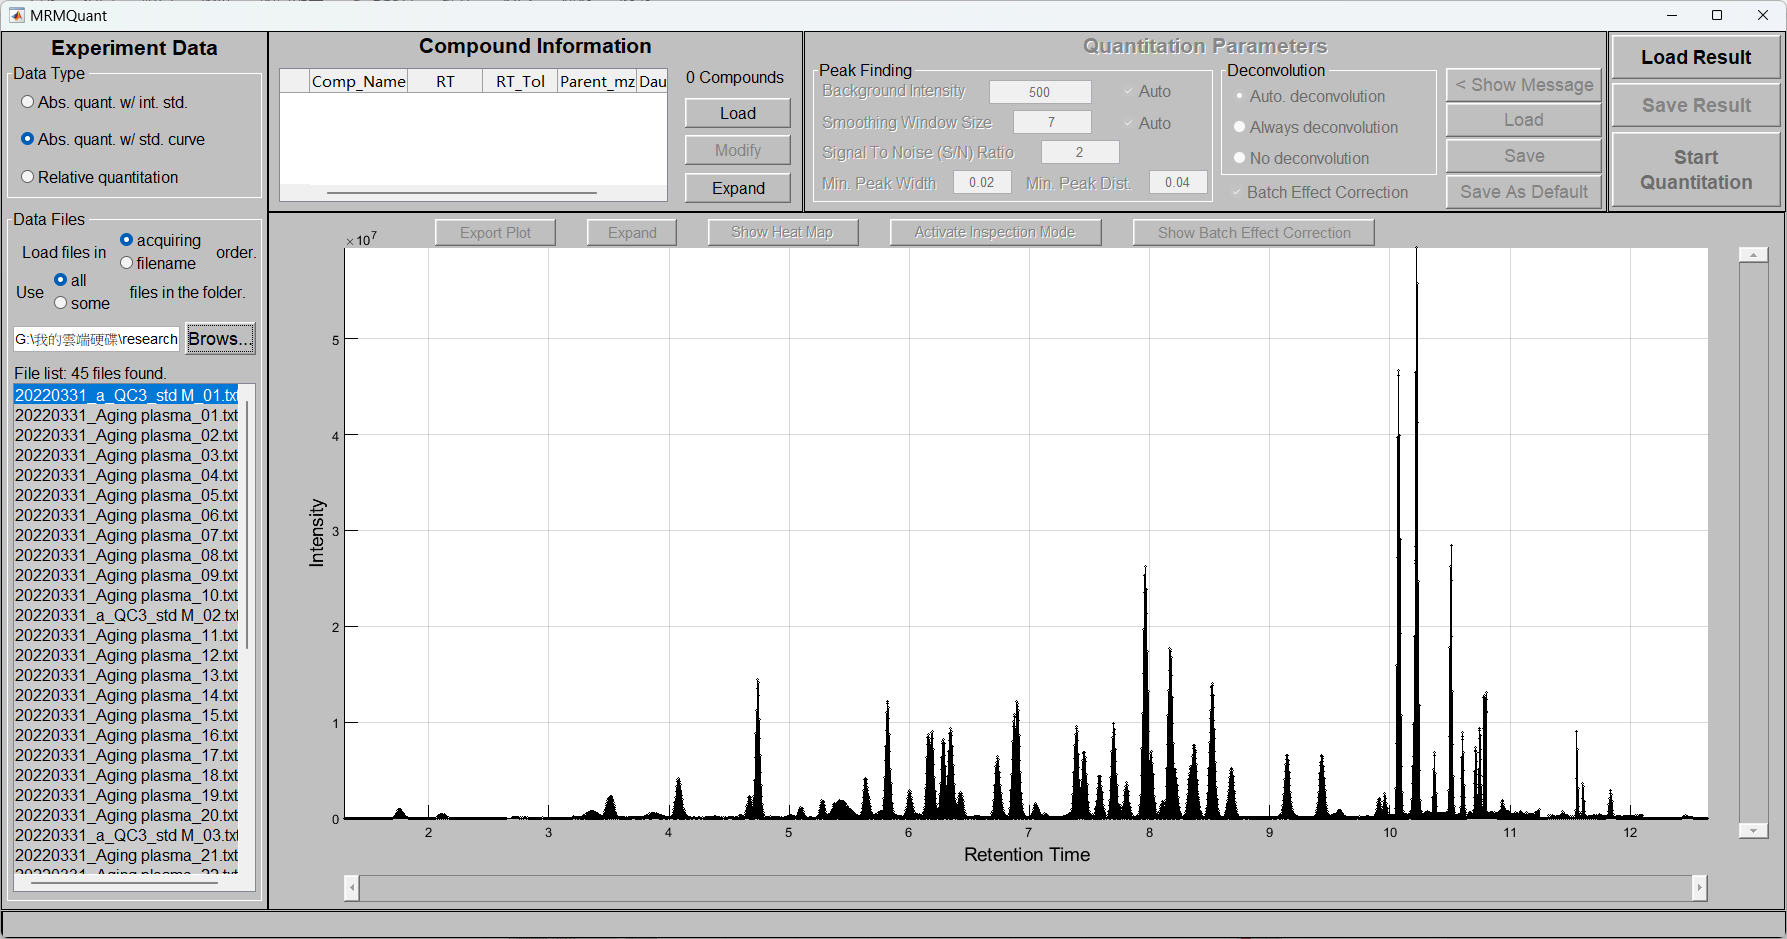 MRMQuant
Experiment Data
Data Type
Abs. quant. w/ int. std.
Abs. quant. w/ std. curve
Relative quantitation
Data Files
Load files in
acquiring
filename
order.
Use
all
some
files in the folder.
G:\我的雲端硬碟\research
Brows...
File list: 45 files found.
20220331_a_QC3_std M_01.txt
20220331_Aging plasma_01.txt
20220331_Aging plasma_02.txt
20220331_Aging plasma_03.txt
20220331_Aging plasma_04.txt
20220331_Aging plasma_05.txt
20220331_Aging plasma_06.txt
20220331_Aging plasma_07.txt
20220331_Aging plasma_08.txt
20220331_Aging plasma_09.txt
20220331_Aging plasma_10.txt
20220331_a_QC3_std M_02.txt
20220331_Aging plasma_11.txt
20220331_Aging plasma_12.txt
20220331_Aging plasma_13.txt
20220331_Aging plasma_14.txt
20220331_Aging plasma_15.txt
20220331_Aging plasma_16.txt
20220331_Aging plasma_17.txt
20220331_Aging plasma_18.txt
20220331_Aging plasma_19.txt
20220331_Aging plasma_20.txt
20220331_a_QC3_std M_03.txt
20220331_Aging plasma_21.txt
20220331_Aging plasma_22.txt
Compound Information
Comp_Name RT RT_Tol Parent_mz Dau
0 Compounds
Load
Modify
Expand
Quantitation Parameters
Peak Finding
Background Intensity 500 Auto
Smoothing Window Size 7 Auto
Signal To Noise (S/N) Ratio 2
Min. Peak Width 0.02 Min. Peak Dist. 0.04
Deconvolution
Auto. deconvolution
Always deconvolution
No deconvolution
Batch Effect Correction
< Show Message
Load
Save
Save As Default
Load Result
Save Result
Start
Quantitation
Export Plot
Expand
Show Heat Map
Activate Inspection Mode
Show Batch Effect Correction
×10^7
5
4
3
2
1
0
Intensity
2 3 4 5 6 7 8 9 10 11 12
Retention Time